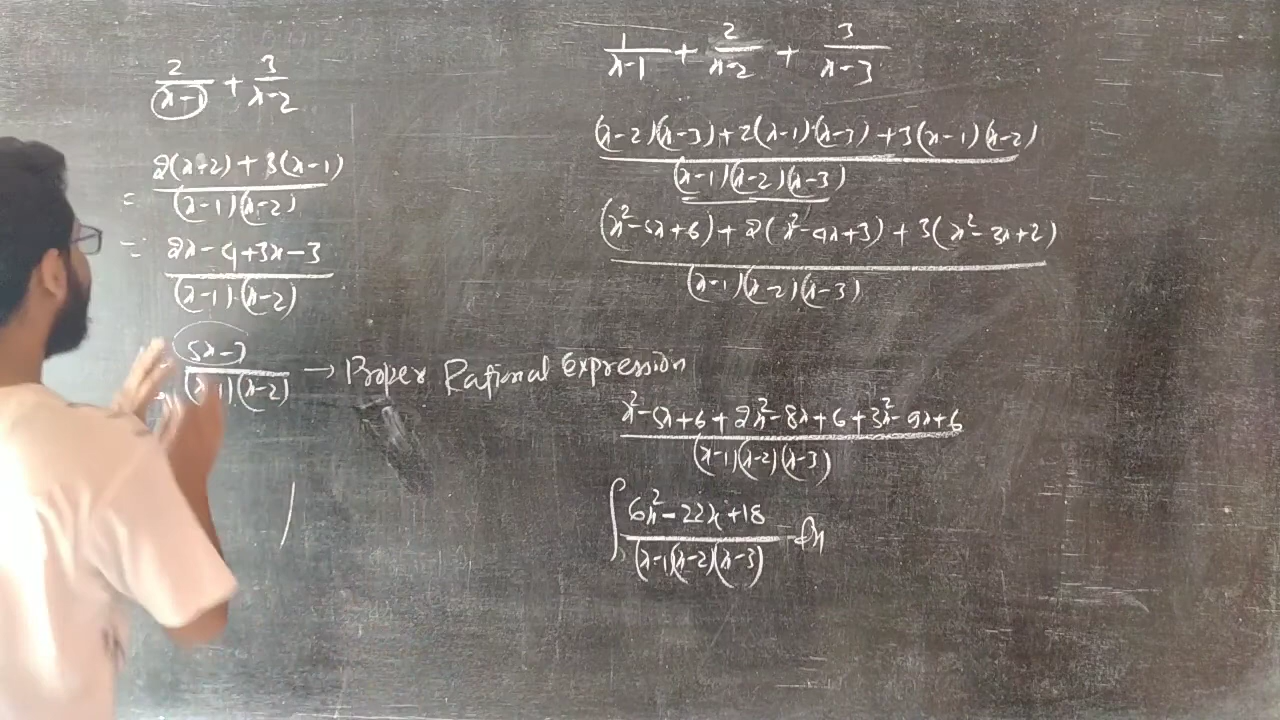 2/(x-1) + 3/(x-2)
= 2(x-2) + 3(x-1) / (x-1)(x-2)
= 2x-4+3x-3 / (x-1)·(x-2)
= 5x-7 / (x-1)(x-2) → Proper Rational Expression
1/(x-1) + 2/(x-2) + 3/(x-3)
(x-2)(x-3)+2(x-1)(x-3)+3(x-1)(x-2) / (x-1)(x-2)(x-3)
(x²-5x+6)+2(x²-4x+3)+3(x²-3x+2) / (x-1)(x-2)(x-3)
x²-5x+6+2x²-8x+6+3x²-9x+6 / (x-1)(x-2)(x-3)
∫ 6x²-22x+18 / (x-1)(x-2)(x-3) dx